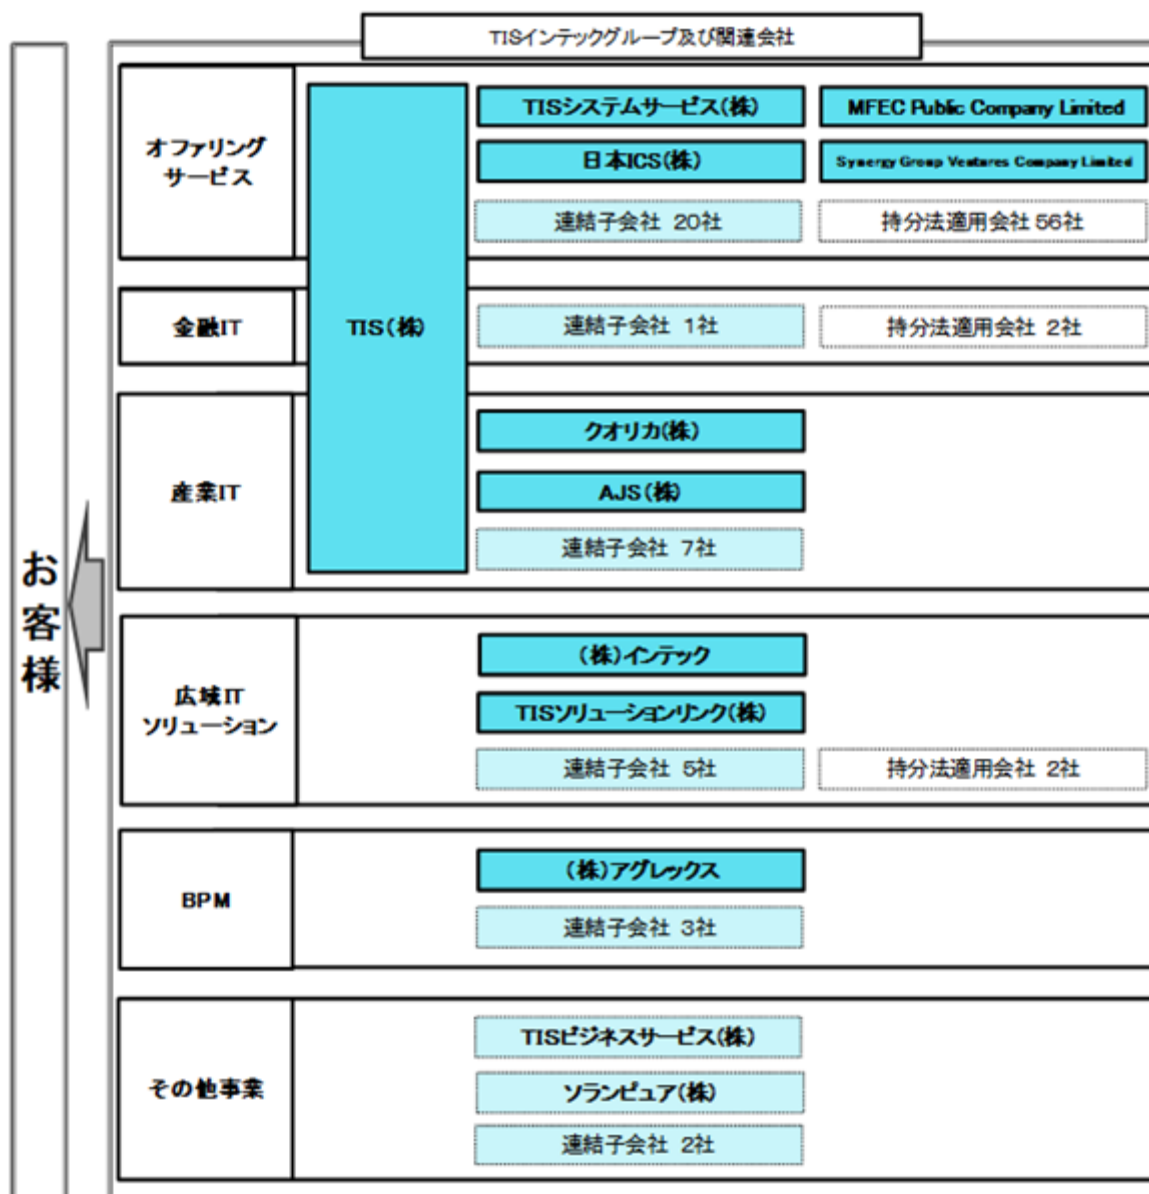 TISインテックグループ及び関連会社
お客様
オファリング
サービス
TIS(株)
TISシステムサービス(株)
MFEC Public Company Limited
日本ICS(株)
Synergy Group Ventures Company Limited
連結子会社 20社
持分法適用会社 56社
金融IT
連結子会社 1社
持分法適用会社 2社
産業IT
クオリカ(株)
AJS(株)
連結子会社 7社
広域IT
ソリューション
(株)インテック
TISソリューションリンク(株)
連結子会社 5社
持分法適用会社 2社
BPM
(株)アグレックス
連結子会社 3社
その他事業
TISビジネスサービス(株)
ソランピュア(株)
連結子会社 2社